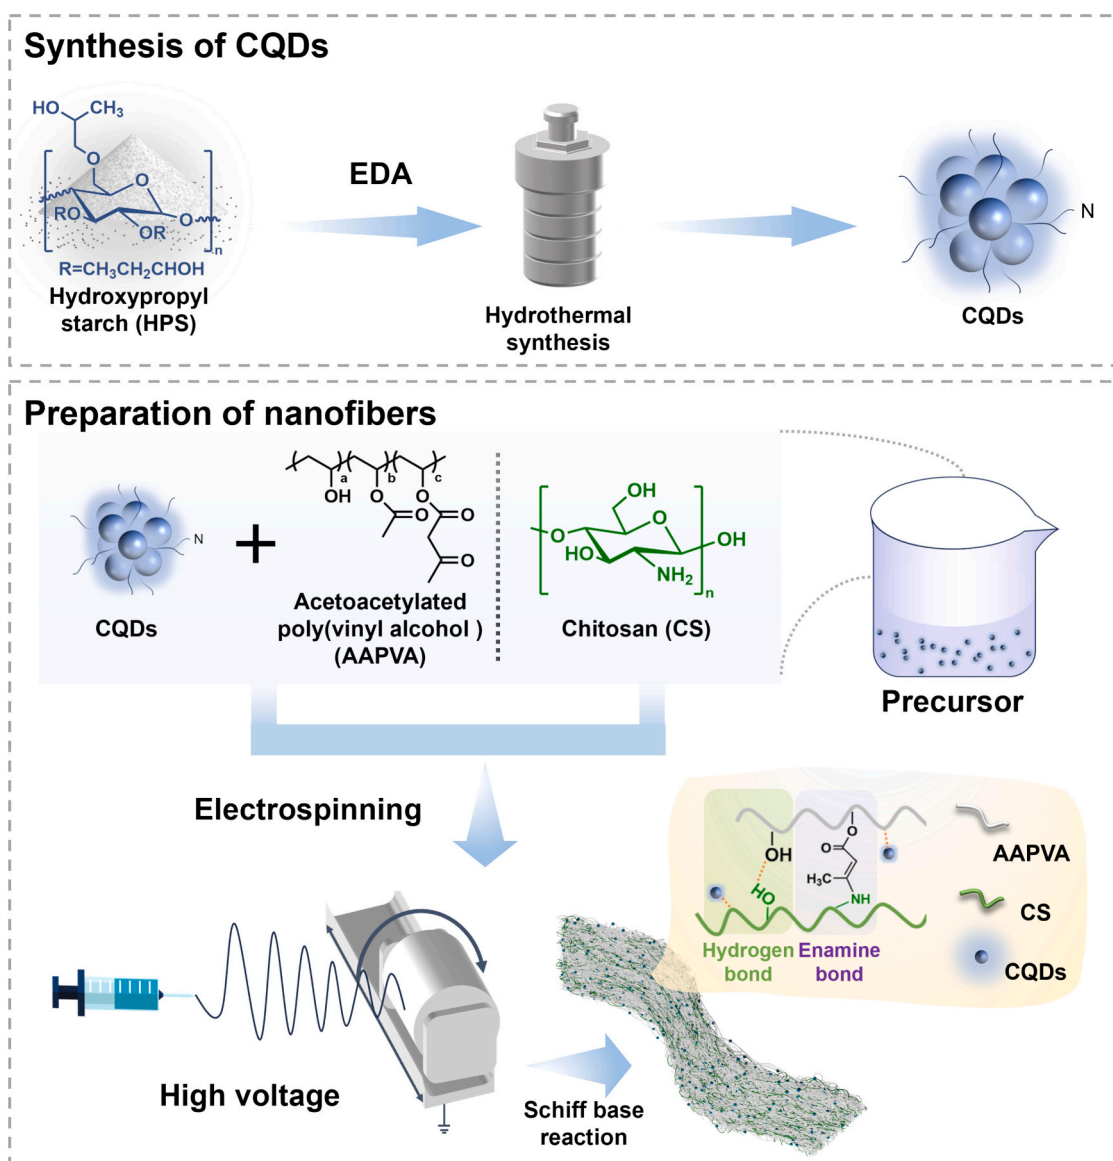 Synthesis of CQDs
HO
CH3
O
O
O
RO
OR
n
R=CH3CH2CHOH
Hydroxypropyl
starch (HPS)
EDA
Hydrothermal
synthesis
N
CQDs
Preparation of nanofibers
N
CQDs
+
a
b
c
OH
O
O
O
O
O
Acetoacetylated
poly(vinyl alcohol )
(AAPVA)
OH
O
O
HO
OH
NH2
n
Chitosan (CS)
Precursor
Electrospinning
High voltage
Schiff base
reaction
OH
HO
O
O
H3C
NH
Hydrogen
bond
Enamine
bond
AAPVA
CS
CQDs